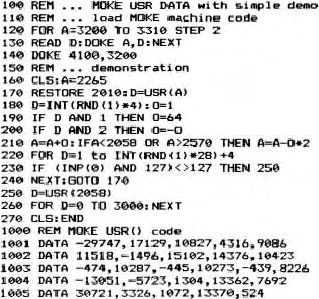 100 REM ... MOKE USR DATA with simple demo
110 REM ... load MOKE machine code
120 FOR A=3200 TO 3310 STEP 2
130 READ D:DOKE A,D:NEXT
140 DOKE 4100,3200
150 REM ... demonstration
160 CLS:A=2265
170 RESTORE 2010:D=USR(A)
180 D=INT(RND(1)*4):O=1
190 IF D AND 1 THEN O=64
200 IF D AND 2 THEN O=-O
210 A=A+O:IFA<2058 OR A>2570 THEN A=A-O*2
220 FOR D=1 to INT(RND(1)*28)+4
230 IF (INP(0) AND 127)<>127 THEN 250
240 NEXT:GOTO 170
250 D=USR(2058)
260 FOR D=0 TO 3000:NEXT
270 CLS:END
1000 REM MOKE USR() code
1001 DATA -29747,17129,10827,4316,9086
1002 DATA 11518,-1496,15102,14376,10423
1003 DATA -474,10287,-445,10273,-439,8226
1004 DATA -13051,-5723,1304,13362,7692
1005 DATA 30721,3326,1072,13370,524